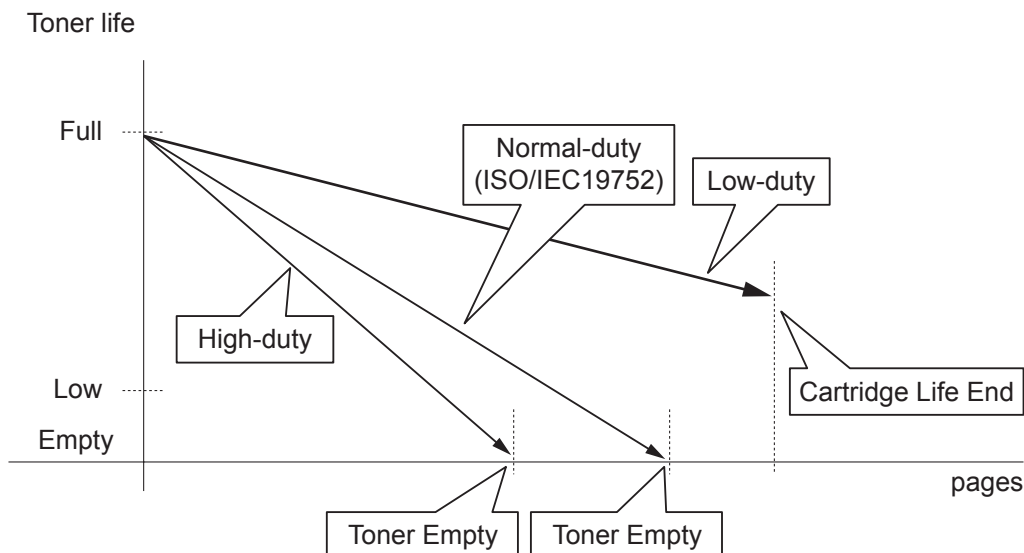 Toner life
Full
Normal-duty
(ISO/IEC19752)
Low-duty
High-duty
Low
Cartridge Life End
Empty
pages
Toner Empty
Toner Empty